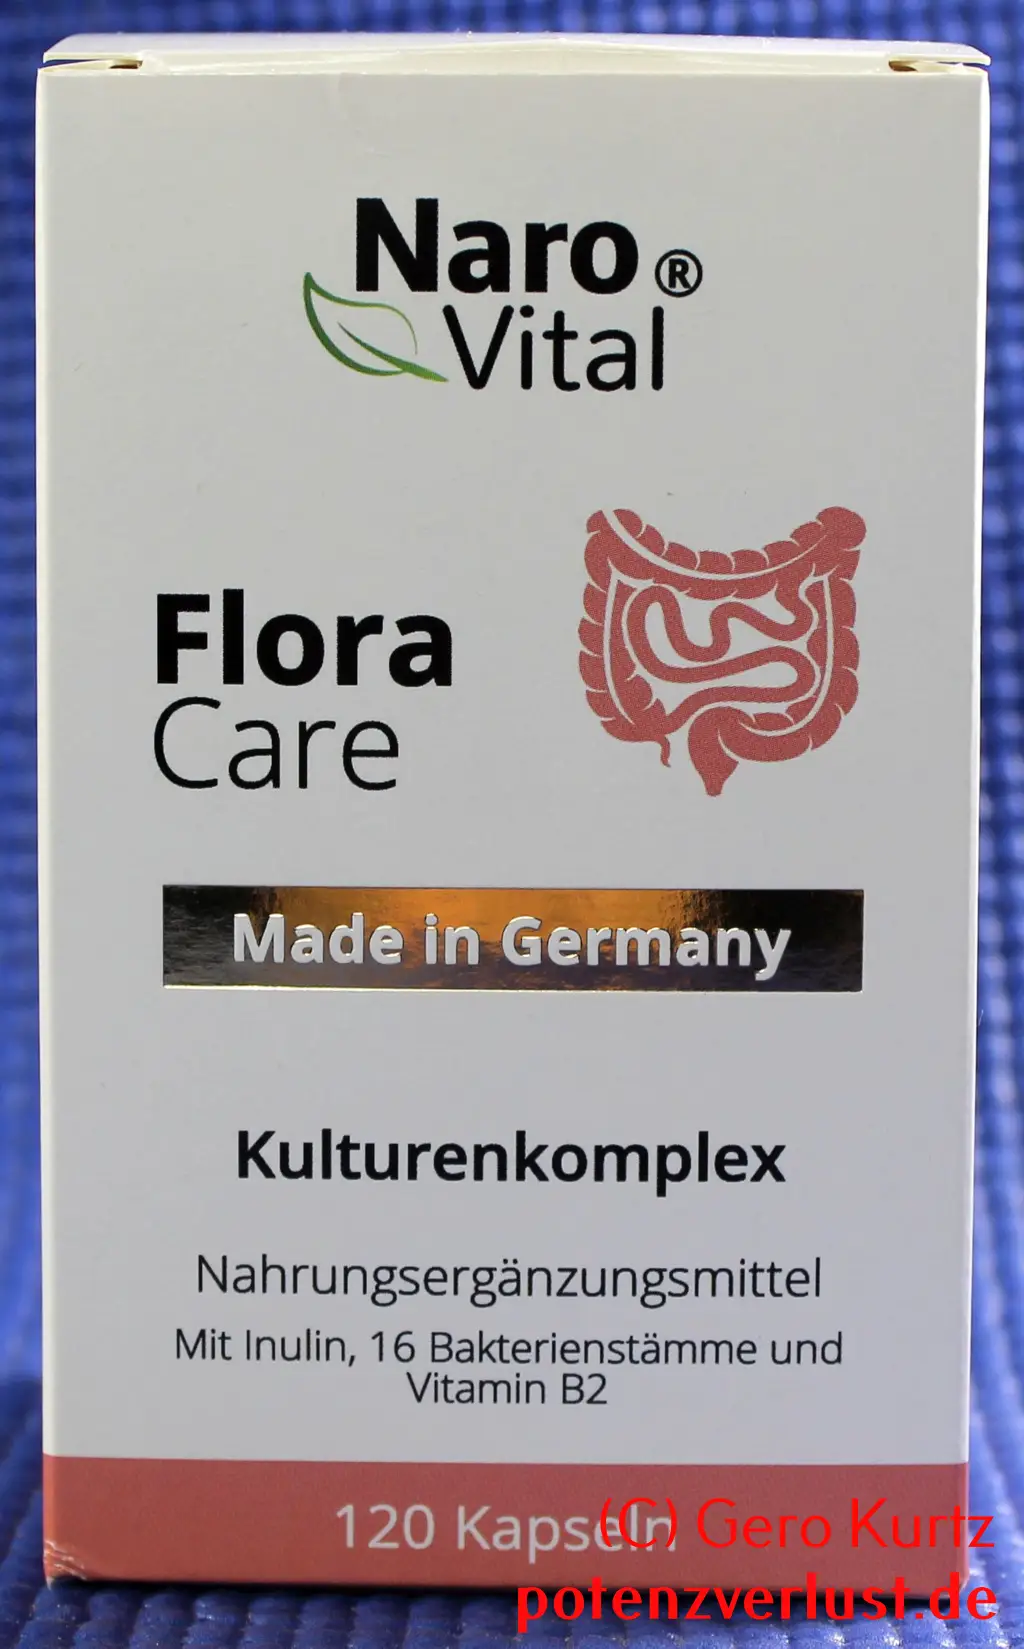 Naro®
Vital
Flora
Care
Made in Germany
Kulturenkomplex
Nahrungsergänzungsmittel
Mit Inulin, 16 Bakterienstämme und
Vitamin B2
120 Kapseln
(C) Gero Kurtz
potenzverlust.de